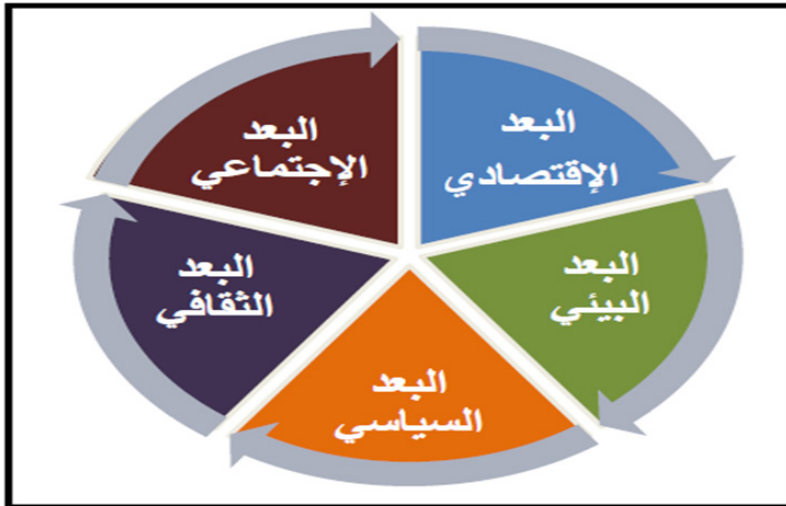 البعد
الإجتماعي
البعد
الإقتصادي
البعد
البيئي
البعد
السياسي
البعد
الثقافي